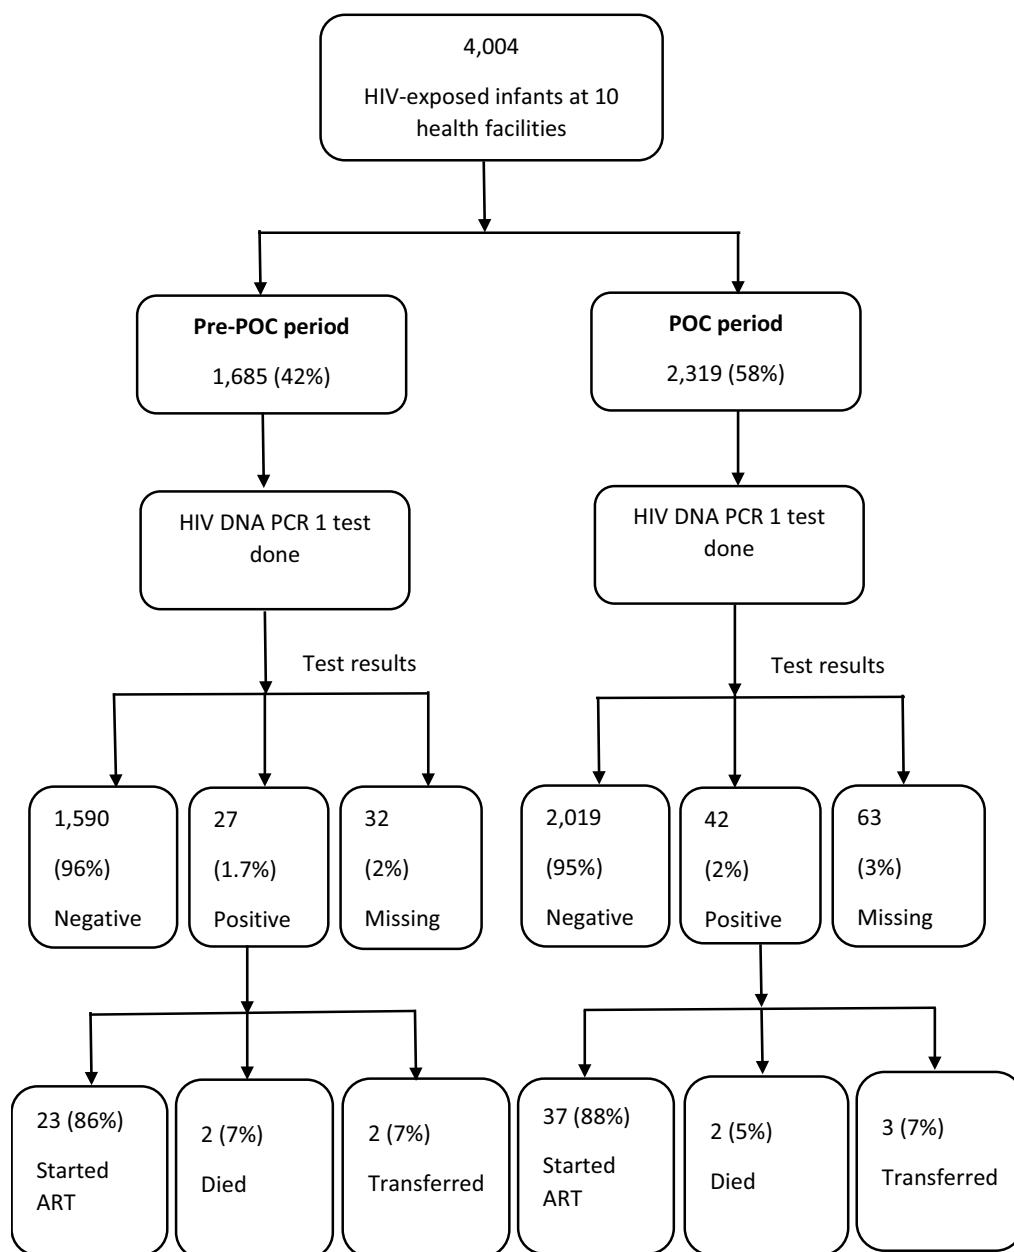 4,004
HIV-exposed infants at 10
health facilities
Pre-POC period
1,685 (42%)
POC period
2,319 (58%)
HIV DNA PCR 1 test
done
HIV DNA PCR 1 test
done
Test results
Test results
1,590
(96%)
Negative
27
(1.7%)
Positive
32
(2%)
Missing
2,019
(95%)
Negative
42
(2%)
Positive
63
(3%)
Missing
23 (86%)
Started
ART
2 (7%)
Died
2 (7%)
Transferred
37 (88%)
Started
ART
2 (5%)
Died
3 (7%)
Transferred